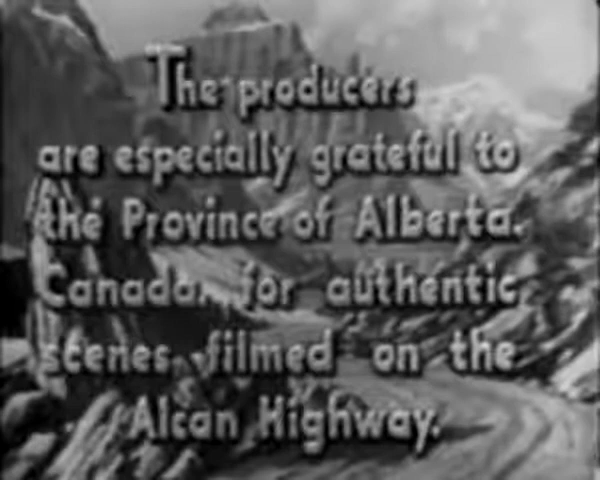 The producers
are especially grateful to
the Province of Alberta,
Canada, for authentic
scenes filmed on the
Alcan Highway.